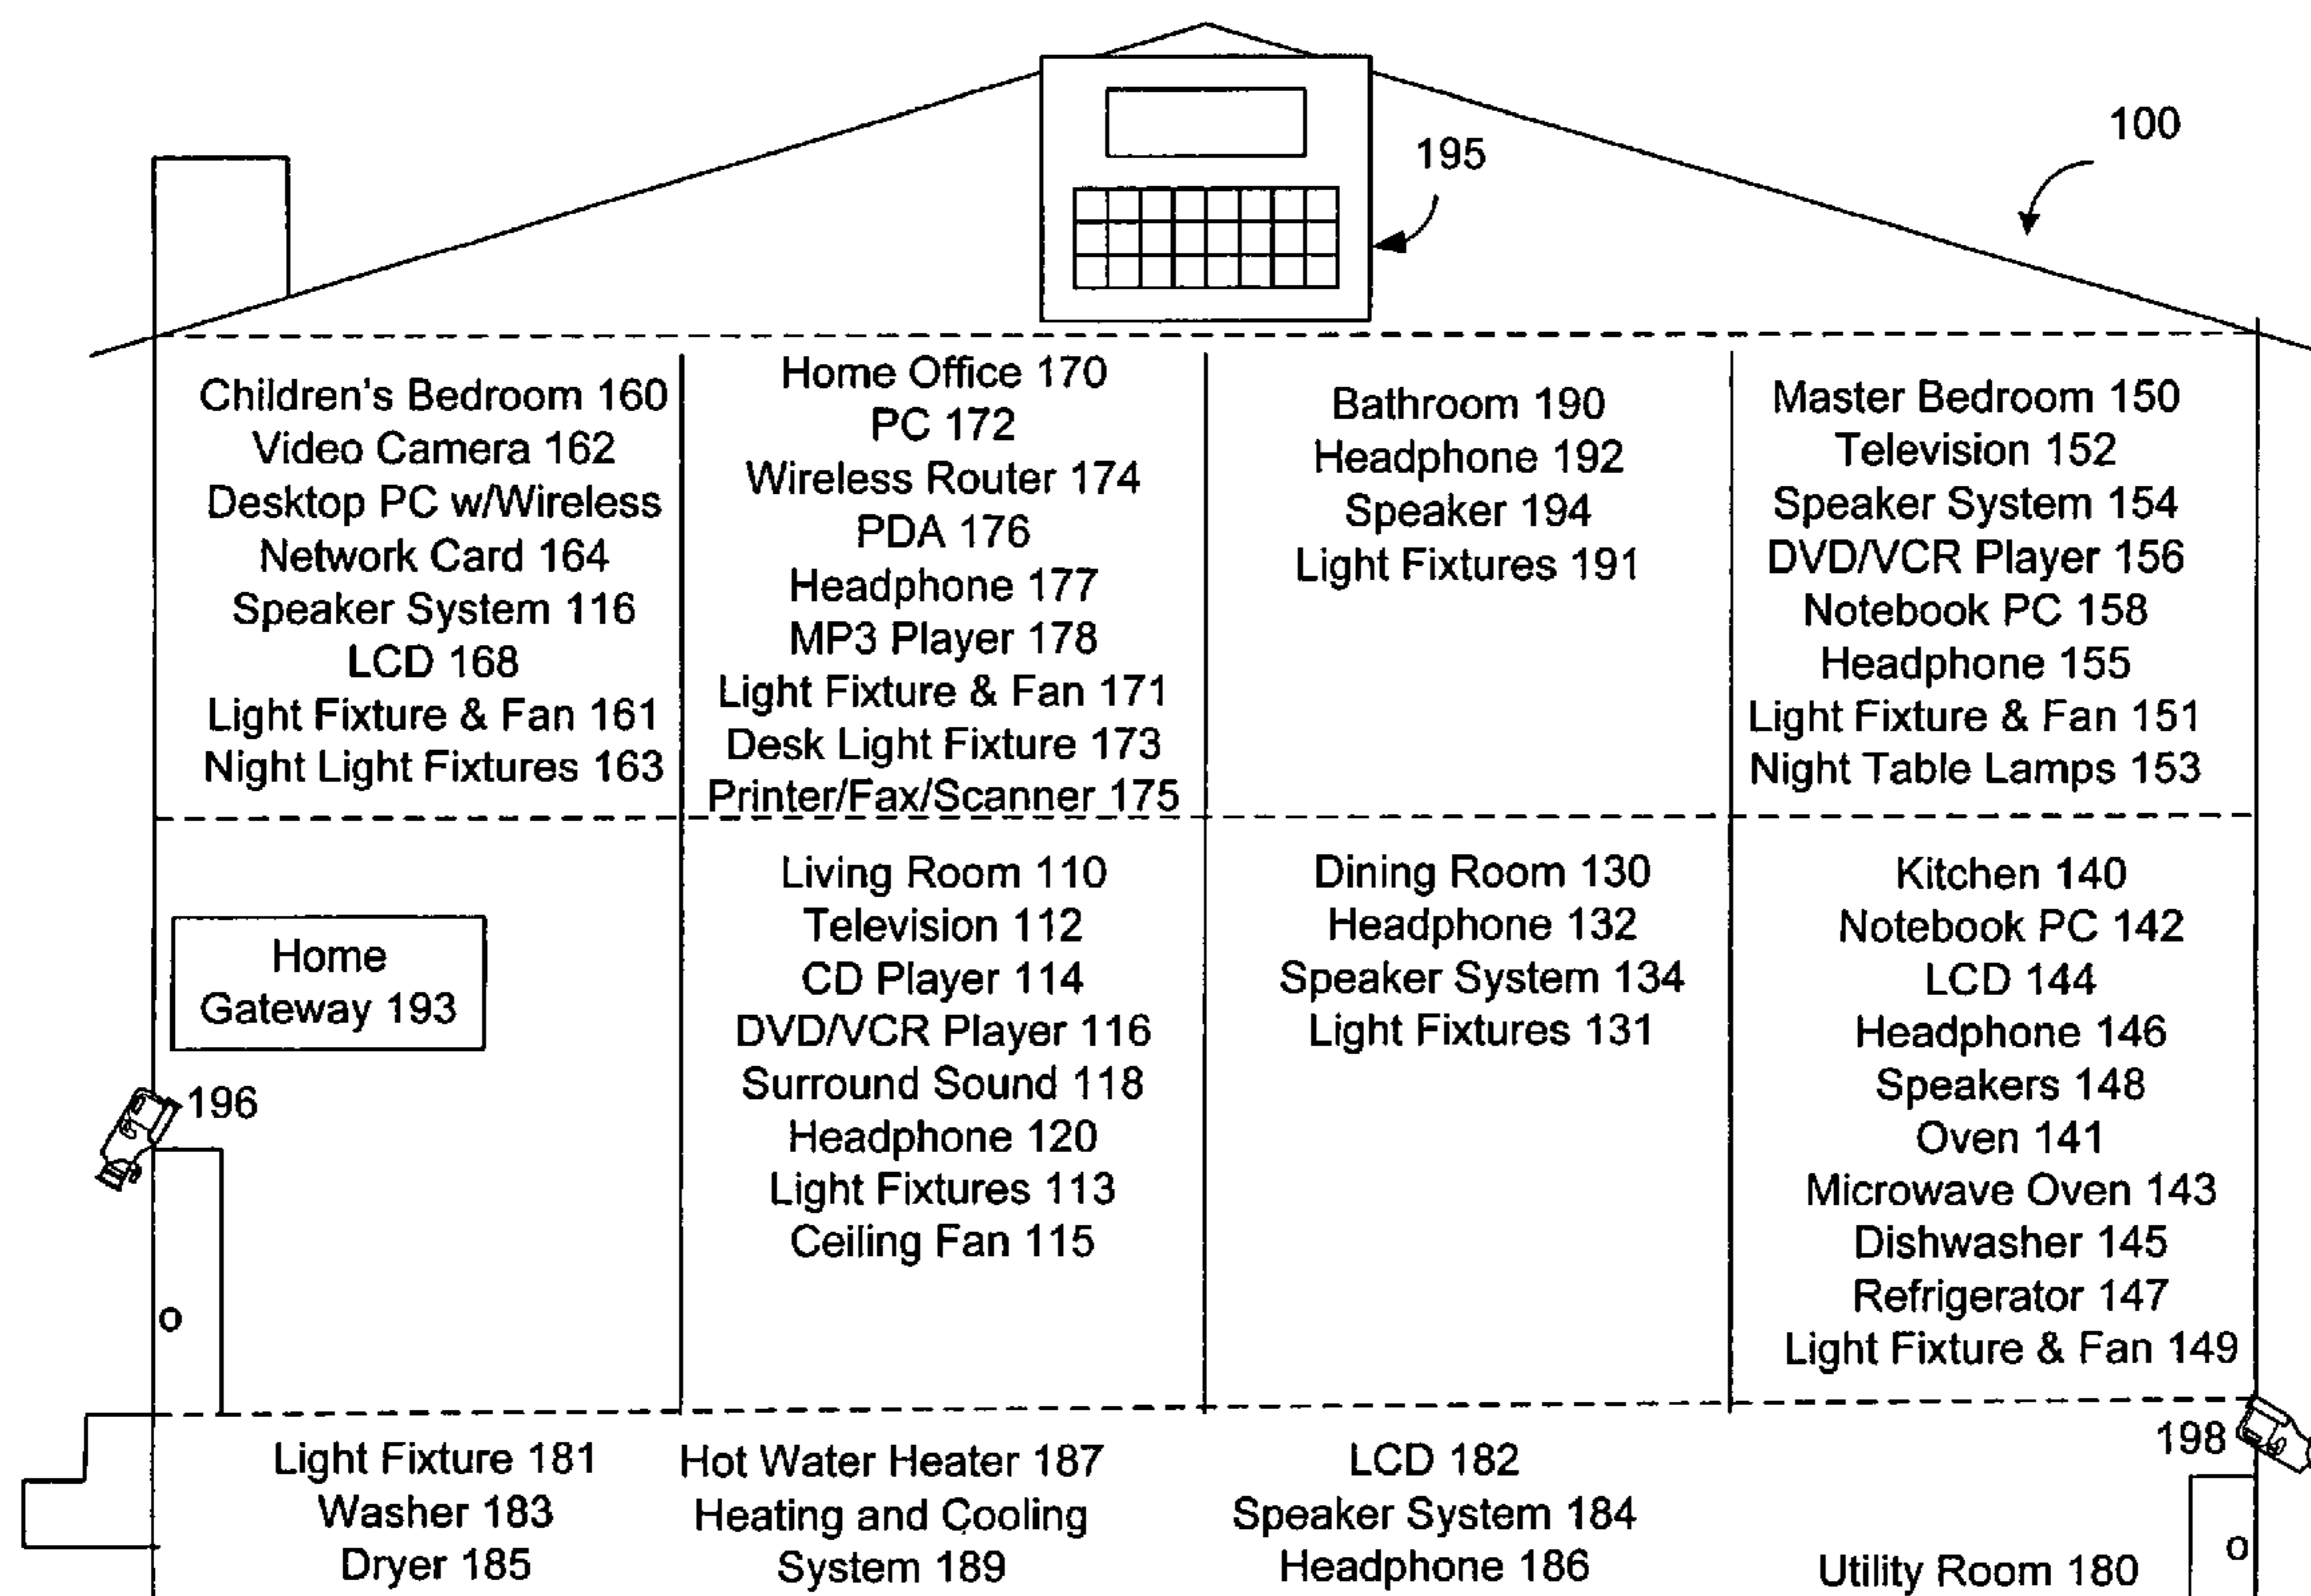 100
195
Children's Bedroom 160
Video Camera 162
Desktop PC w/Wireless
Network Card 164
Speaker System 116
LCD 168
Light Fixture & Fan 161
Night Light Fixtures 163
Home Office 170
PC 172
Wireless Router 174
PDA 176
Headphone 177
MP3 Player 178
Light Fixture & Fan 171
Desk Light Fixture 173
Printer/Fax/Scanner 175
Bathroom 190
Headphone 192
Speaker 194
Light Fixtures 191
Master Bedroom 150
Television 152
Speaker System 154
DVD/VCR Player 156
Notebook PC 158
Headphone 155
Light Fixture & Fan 151
Night Table Lamps 153
Home
Gateway 193
196
Living Room 110
Television 112
CD Player 114
DVD/VCR Player 116
Surround Sound 118
Headphone 120
Light Fixtures 113
Ceiling Fan 115
Dining Room 130
Headphone 132
Speaker System 134
Light Fixtures 131
Kitchen 140
Notebook PC 142
LCD 144
Headphone 146
Speakers 148
Oven 141
Microwave Oven 143
Dishwasher 145
Refrigerator 147
Light Fixture & Fan 149
198
Light Fixture 181
Washer 183
Dryer 185
Hot Water Heater 187
Heating and Cooling
System 189
LCD 182
Speaker System 184
Headphone 186
Utility Room 180